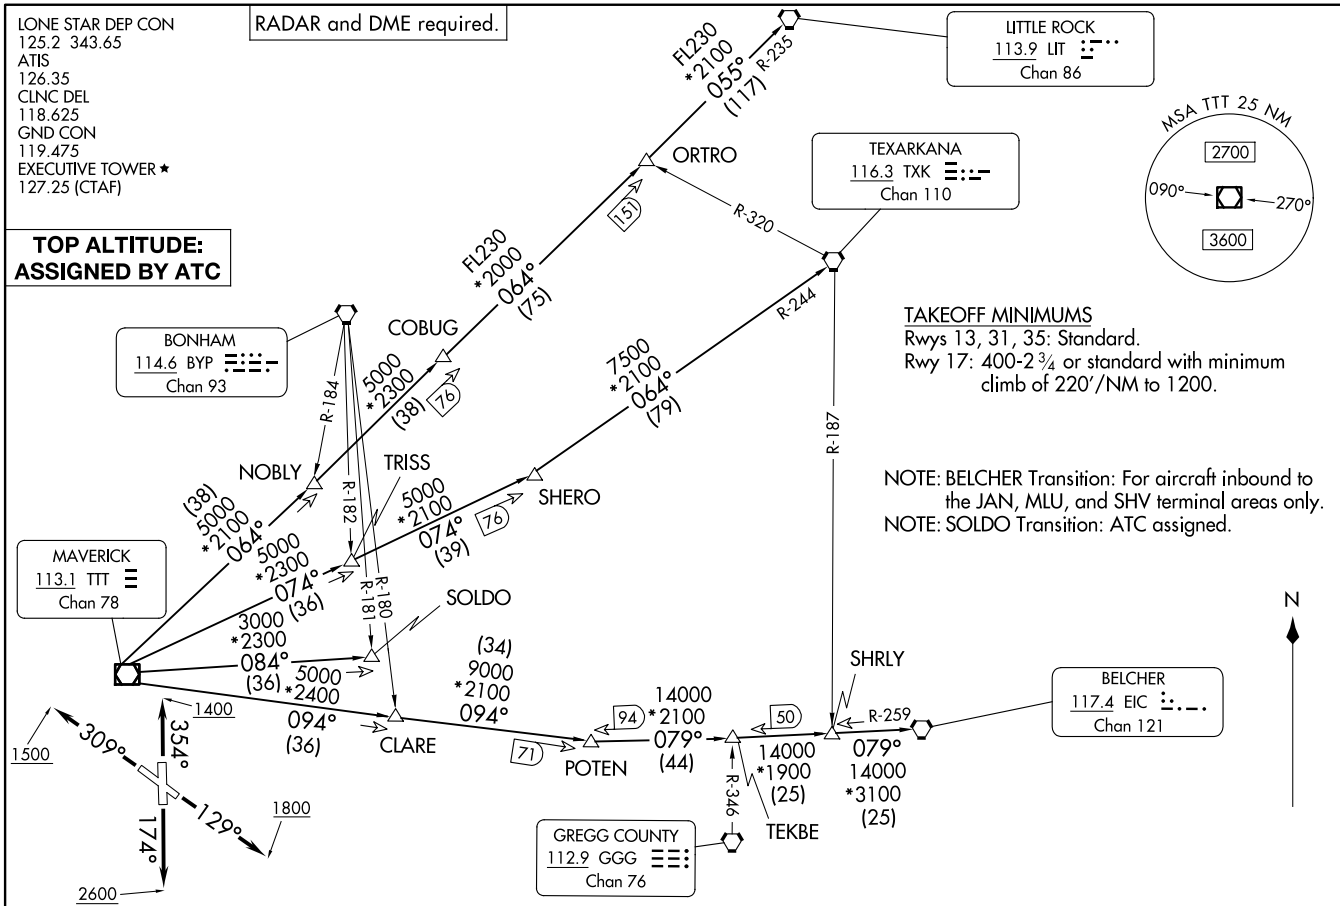 LONE STAR DEP CON
125.2 343.65
ATIS
126.35
CLNC DEL
118.625
GND CON
119.475
EXECUTIVE TOWER ★
127.25 (CTAF)
RADAR and DME required.
TOP ALTITUDE:
ASSIGNED BY ATC
LITTLE ROCK
113.9 LIT
Chan 86
FL230
*2100
055°
(117)
R-235
ORTRO
151
R-320
TEXARKANA
116.3 TXK
Chan 110
MSA TTT 25 NM
2700
090°
270°
3600
FL230
*2000
064°
(75)
COBUG
76
BONHAM
114.6 BYP
Chan 93
5000
*2300
(38)
R-184
R-182
R-181
R-180
R-244
R-187
7500
*2100
064°
(79)
TAKEOFF MINIMUMS
Rwys 13, 31, 35: Standard.
Rwy 17: 400-2 ¾ or standard with minimum
climb of 220'/NM to 1200.
NOBLY
TRISS
SHERO
(38)
5000
*2100
064°
5000
*2100
074°
(39)
76
NOTE: BELCHER Transition: For aircraft inbound to
the JAN, MLU, and SHV terminal areas only.
NOTE: SOLDO Transition: ATC assigned.
MAVERICK
113.1 TTT
Chan 78
5000
*2300
074°
(36)
SOLDO
3000
*2300
084°
(36)
5000
*2400
094°
(36)
CLARE
(34)
9000
*2100
094°
71
POTEN
94
14000
*2100
079°
(44)
50
14000
*1900
(25)
TEKBE
SHRLY
R-259
079°
14000
*3100
(25)
BELCHER
117.4 EIC
Chan 121
N
R-346
GREGG COUNTY
112.9 GGG
Chan 76
1400
354°
1500
309°
129°
1800
174°
2600